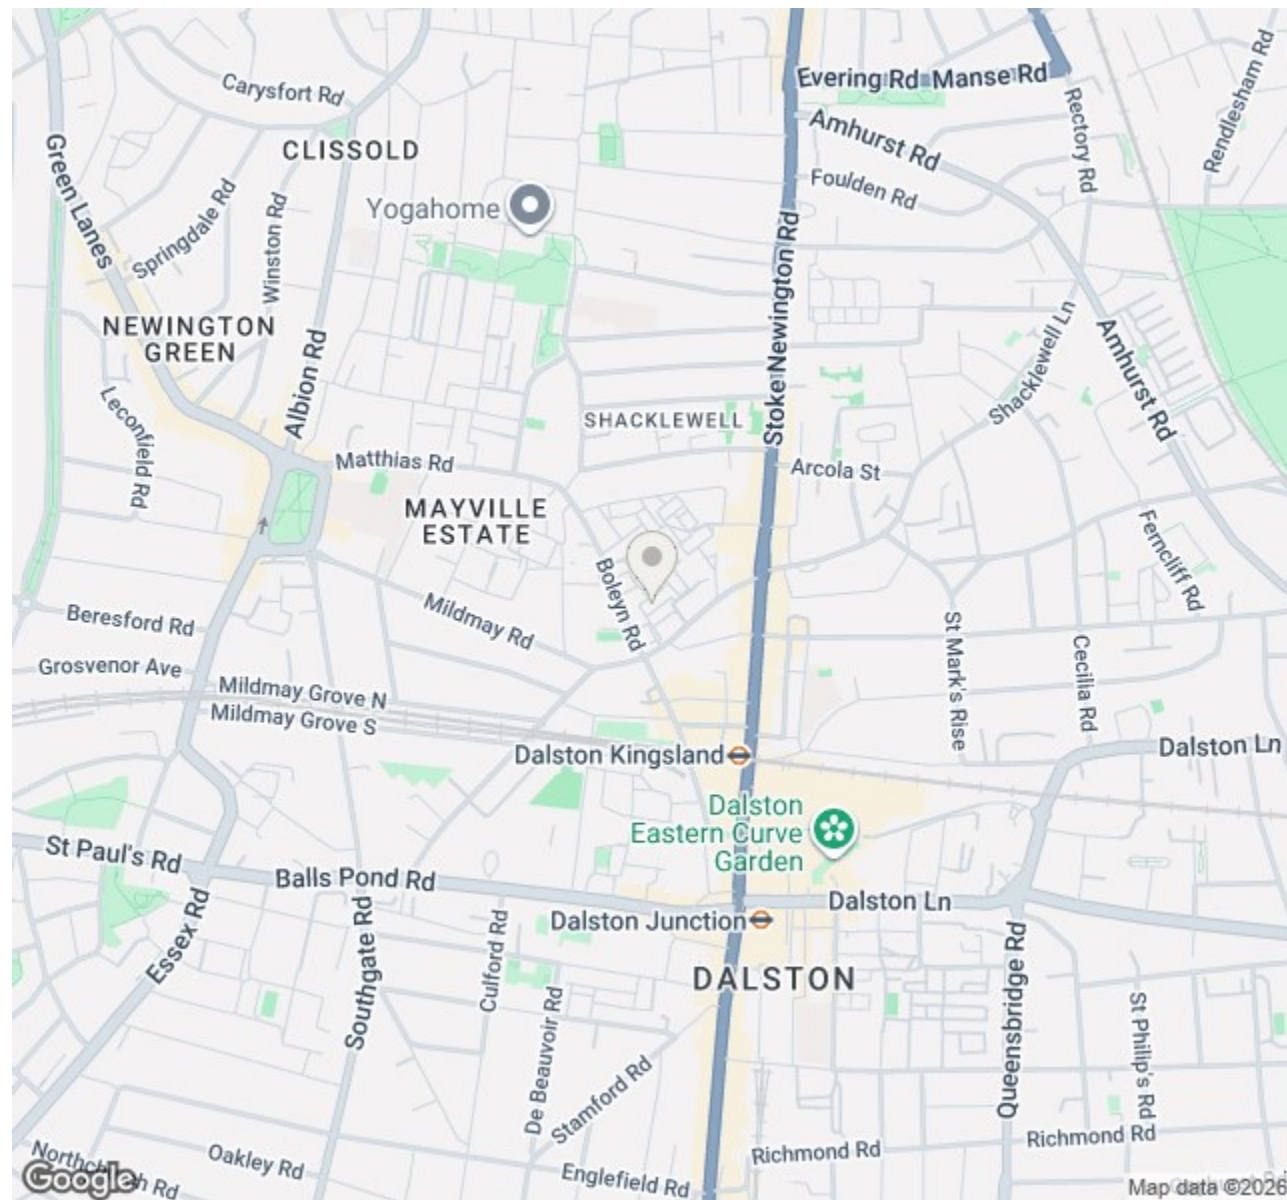 Carysfort Rd
CLISSOLD
Green Lanes
Springdale Rd
Winston Rd
Yogahome
Evering Rd
Manse Rd
Amhurst Rd
Rectory Rd
Rendlesham Rd
Foulden Rd
Stoke Newington Rd
NEWINGTON
GREEN
Albion Rd
Leconfield Rd
Shacklewell Ln
Amhurst Rd
SHACKLEWELL
Matthias Rd
Arcola St
MAYVILLE
ESTATE
Boleyn Rd
Ferncliff Rd
Beresford Rd
Mildmay Rd
St Mark's Rise
Cecilia Rd
Grosvenor Ave
Mildmay Grove N
Mildmay Grove S
Dalston Kingsland
Dalston Ln
Dalston
Eastern Curve
Garden
St Paul's Rd
Balls Pond Rd
Dalston Ln
Essex Rd
Southgate Rd
Culford Rd
Dalston Junction
DALSTON
De Beauvoir Rd
Stamford Rd
Queensbridge Rd
St Philip's Rd
Richmond Rd
Richmond Rd
Oakley Rd
Englefield Rd
Google
Map data ©2026